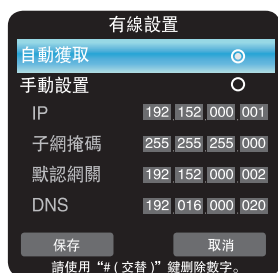 有線設置
自動獲取
手動設置
IP 192 152 000 001
子網掩碼 255 255 255 000
默認網關 192 152 000 002
DNS 192 016 000 020
保存 取消
請使用“# ( 交替 )”鍵删除數字。